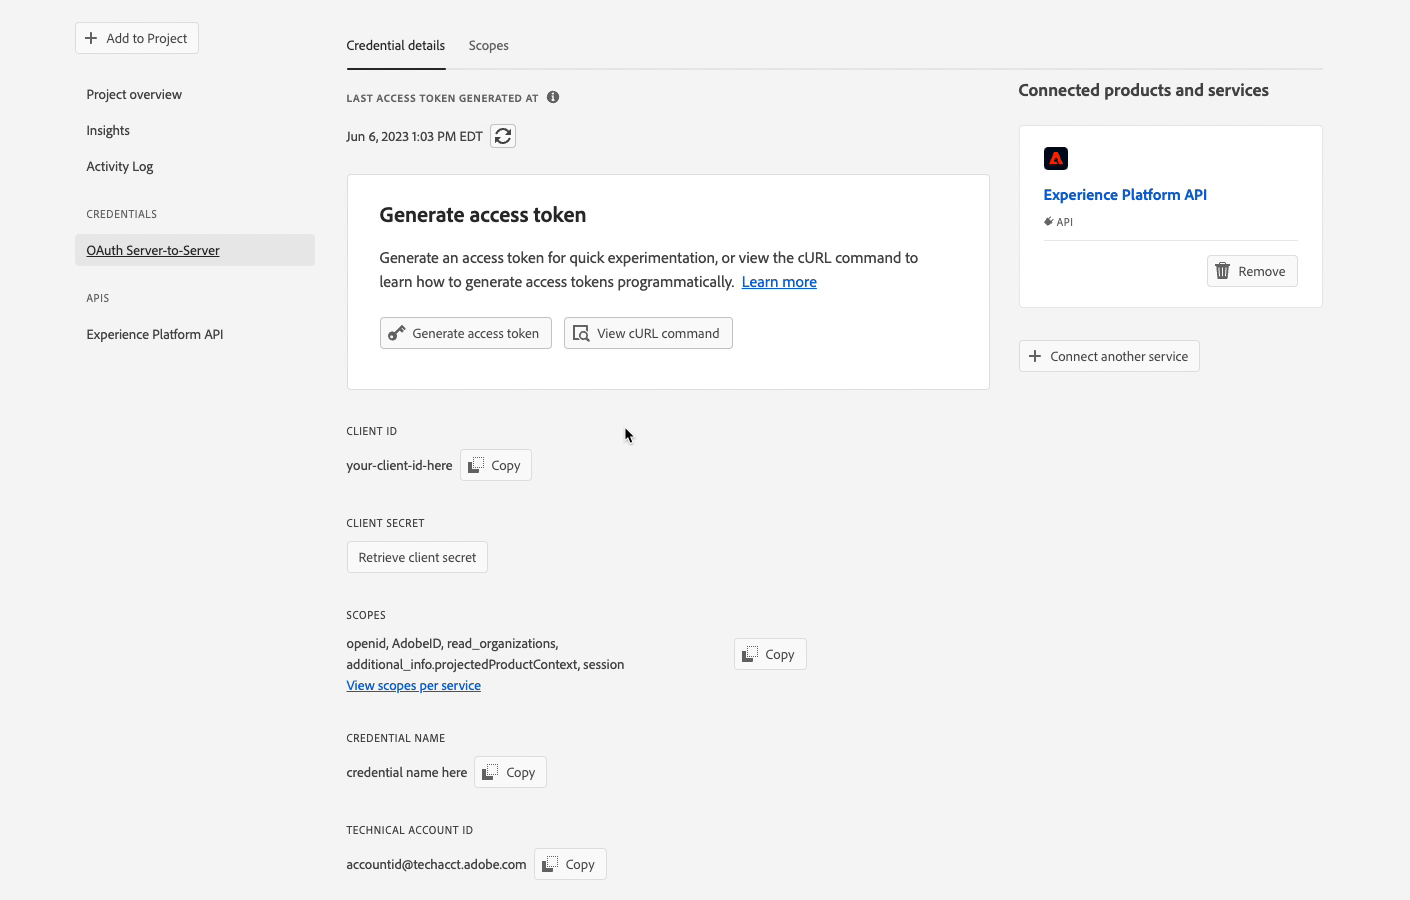 Add to Project
Project overview
Insights
Activity Log
CREDENTIALS
OAuth Server-to-Server
APIS
Experience Platform API
Credential details
Scopes
LAST ACCESS TOKEN GENERATED AT
Jun 6, 2023 1:03 PM EDT
Generate access token
Generate an access token for quick experimentation, or view the cURL command to
learn how to generate access tokens programmatically. Learn more
Generate access token
View cURL command
CLIENT ID
your-client-id-here
Copy
CLIENT SECRET
Retrieve client secret
SCOPES
openid, AdobeID, read_organizations,
additional_info.projectedProductContext, session
Copy
View scopes per service
CREDENTIAL NAME
credential name here
Copy
TECHNICAL ACCOUNT ID
accountid@techacct.adobe.com
Copy
Connected products and services
Experience Platform API
API
Remove
Connect another service